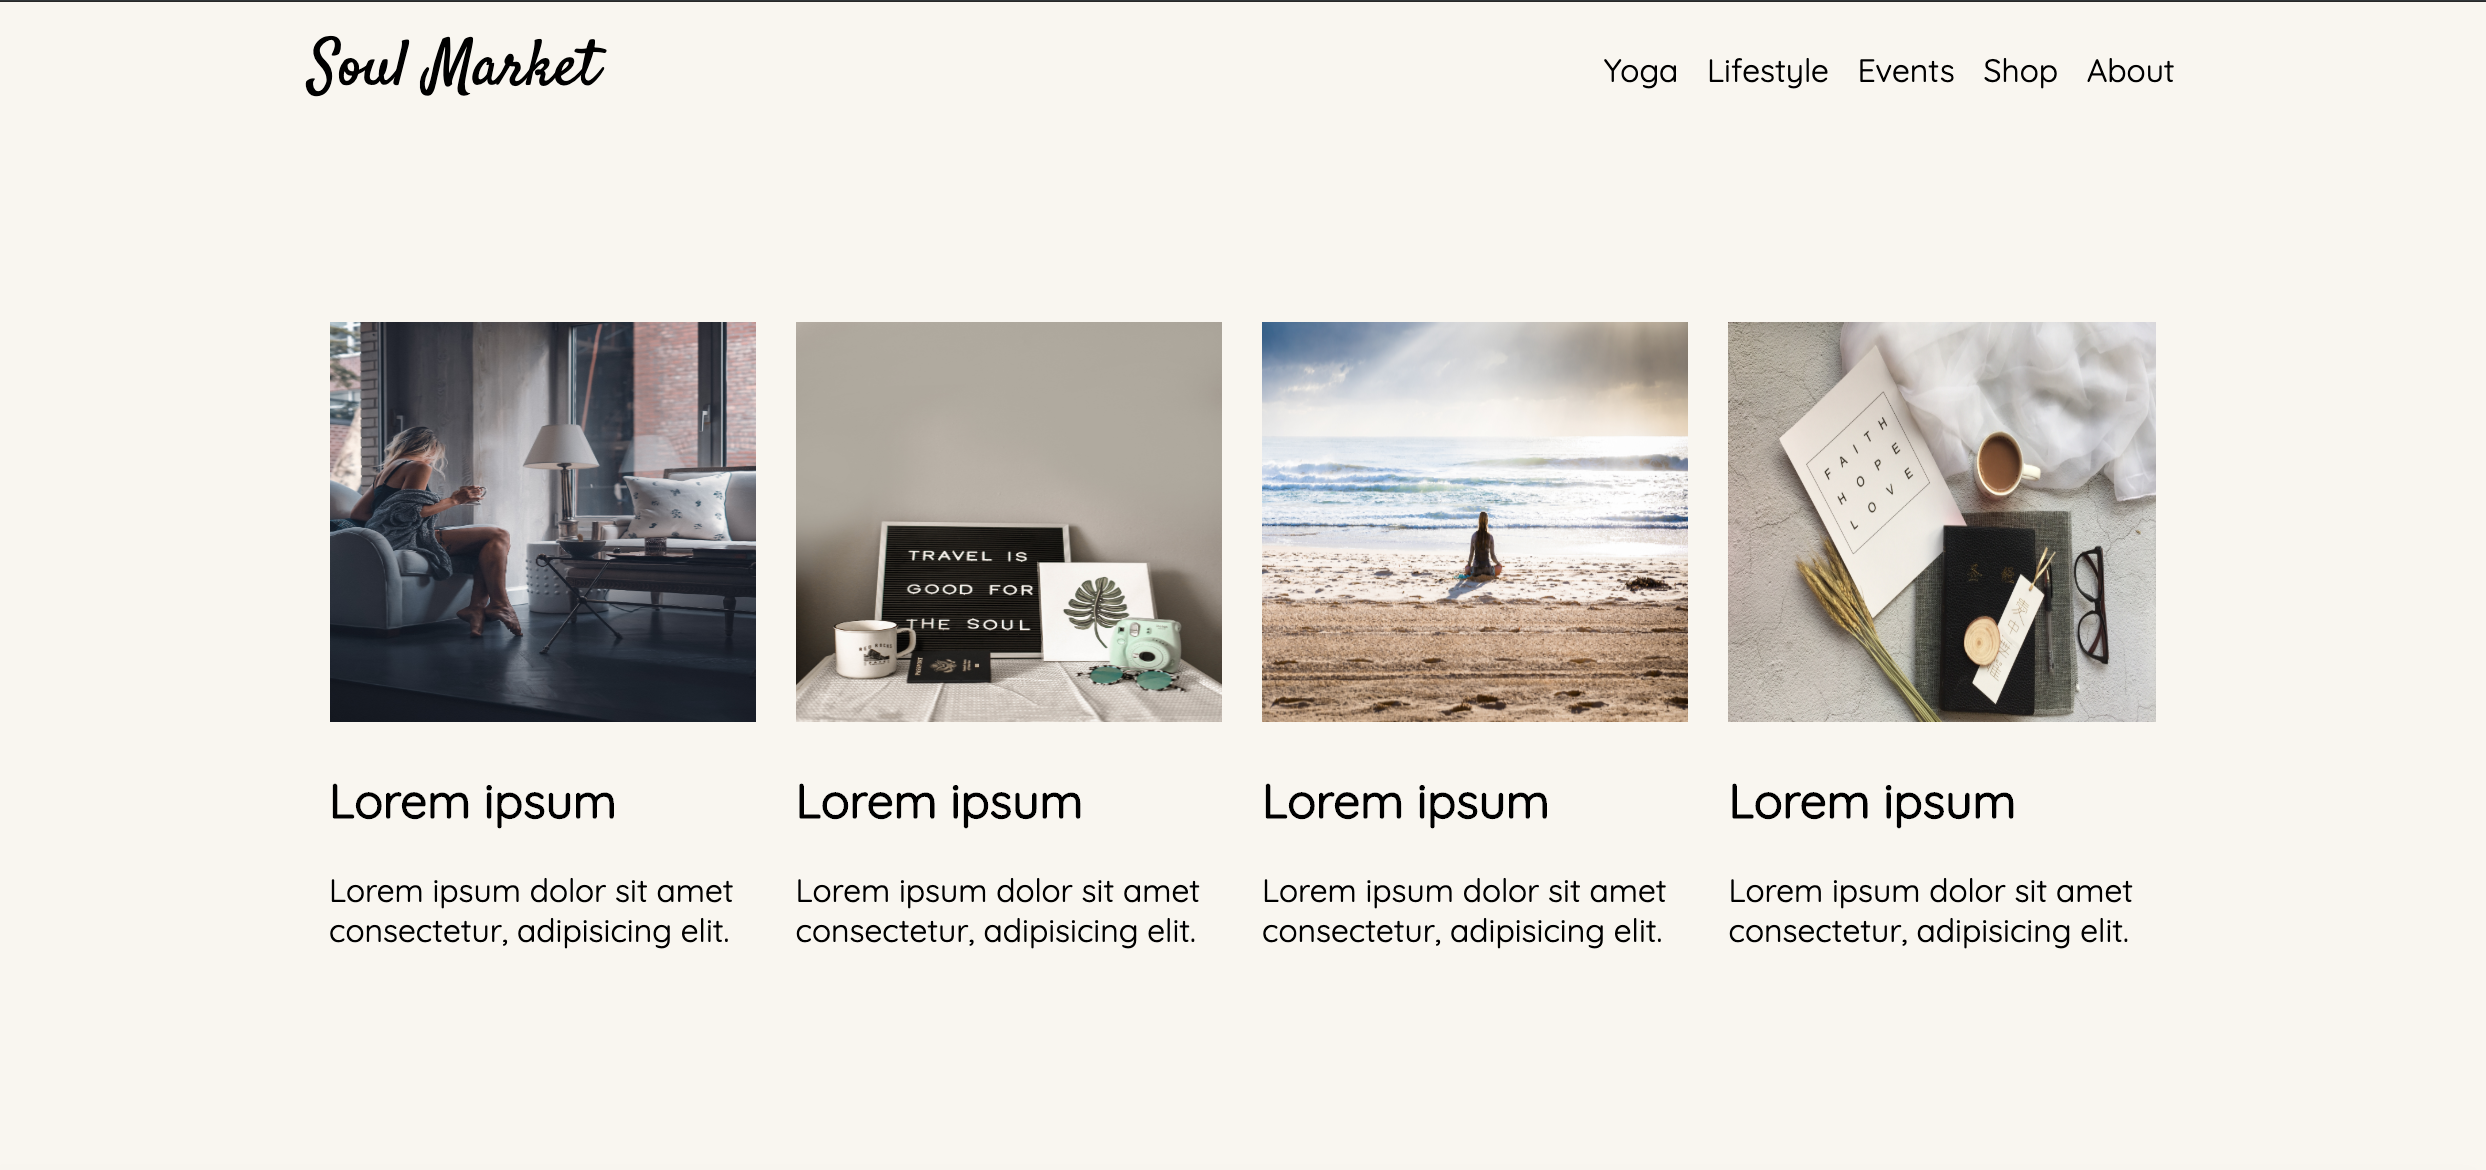 Soul Market
Yoga Lifestyle Events Shop About
TRAVEL IS
GOOD FOR
THE SOUL
PASSPORT
FAITH
HOPE
LOVE
Lorem ipsum
Lorem ipsum dolor sit amet
consectetur, adipisicing elit.
Lorem ipsum
Lorem ipsum dolor sit amet
consectetur, adipisicing elit.
Lorem ipsum
Lorem ipsum dolor sit amet
consectetur, adipisicing elit.
Lorem ipsum
Lorem ipsum dolor sit amet
consectetur, adipisicing elit.